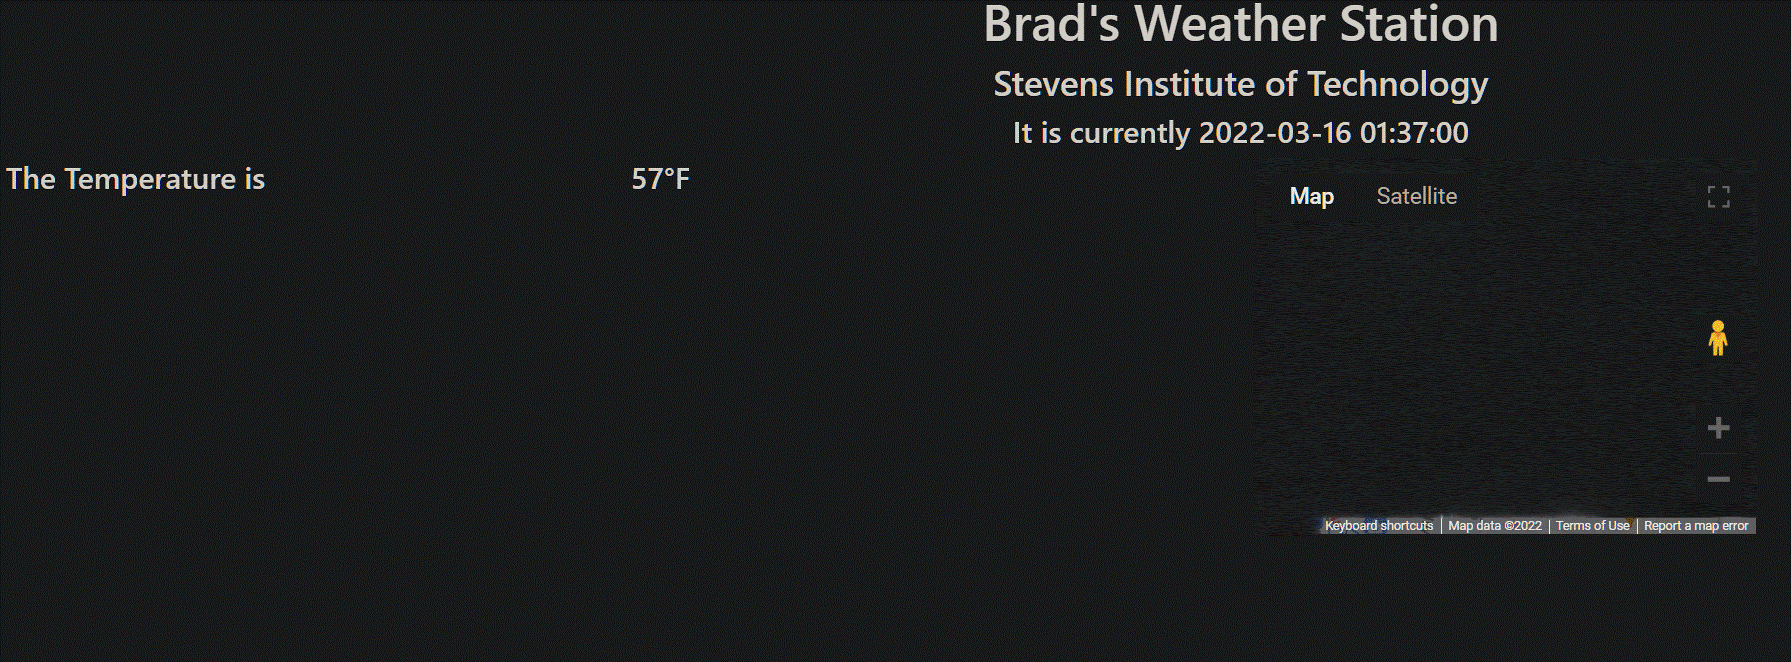 Brad's Weather Station
Stevens Institute of Technology
It is currently 2022-03-16 01:37:00
The Temperature is 57°F
Map Satellite
Keyboard shortcuts Map data ©2022 Terms of Use Report a map error